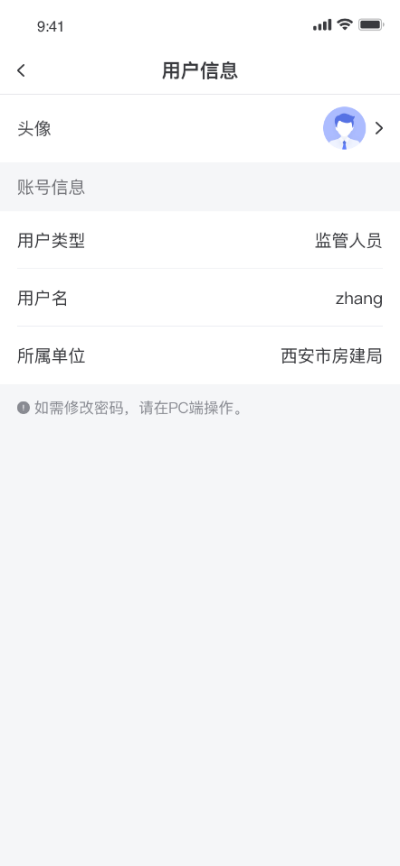 9:41
用户信息
头像
账号信息
用户类型 监管人员
用户名 zhang
所属单位 西安市房建局
如需修改密码，请在PC端操作。